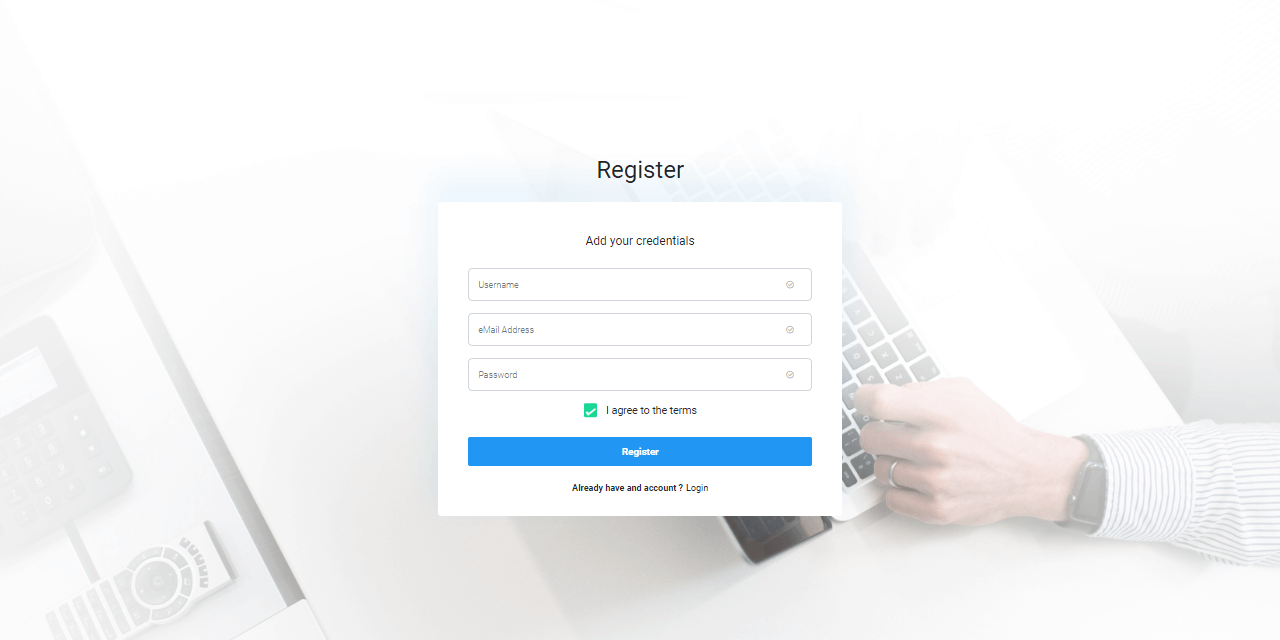 Register
Add your credentials
Username
eMail Address
Password
I agree to the terms
Register
Already have and account ? Login